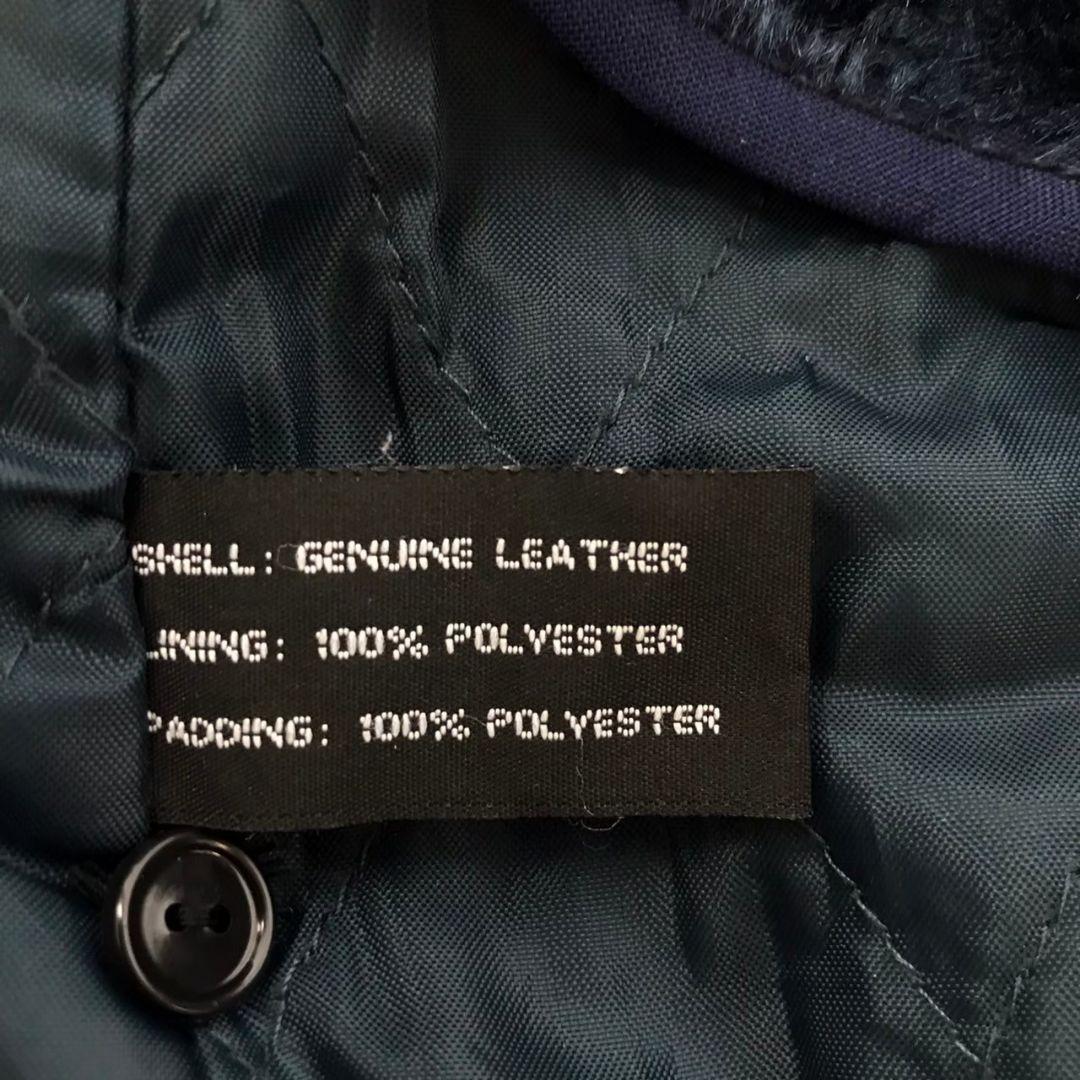 SHELL: GENUINE LEATHER
LINING: 100% POLYESTER
PADDING: 100% POLYESTER